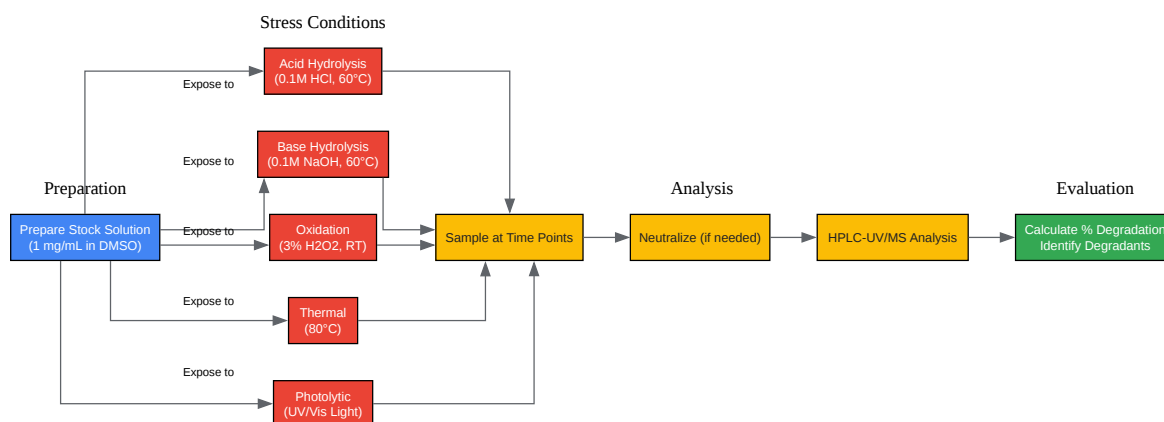 Stress Conditions
Acid Hydrolysis
(0.1M HCl, 60°C)
Expose to
Base Hydrolysis
(0.1M NaOH, 60°C)
Expose to
Preparation
Analysis
Evaluation
Prepare Stock Solution
(1 mg/mL in DMSO)
Expose to
Oxidation
(3% H2O2, RT)
Sample at Time Points
Neutralize (if needed)
HPLC-UV/MS Analysis
Calculate % Degradation
Identify Degradants
Expose to
Thermal
(80°C)
Expose to
Photolytic
(UV/Vis Light)